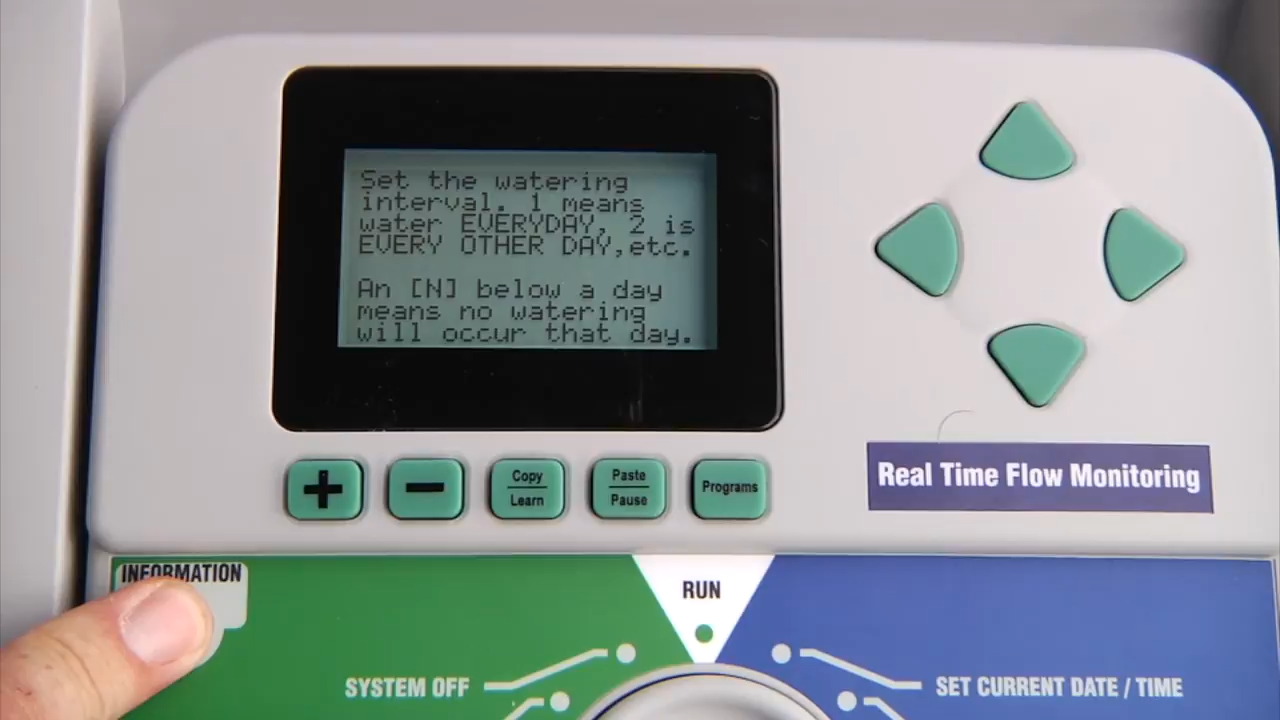 Set the watering
interval. 1 means
water EVERYDAY, 2 is
EVERY OTHER DAY,etc.
An [N] below a day
means no watering
will occur that day.
Copy
Learn
Paste
Pause
Programs
Real Time Flow Monitoring
INFORMATION
RUN
SYSTEM OFF
SET CURRENT DATE / TIME